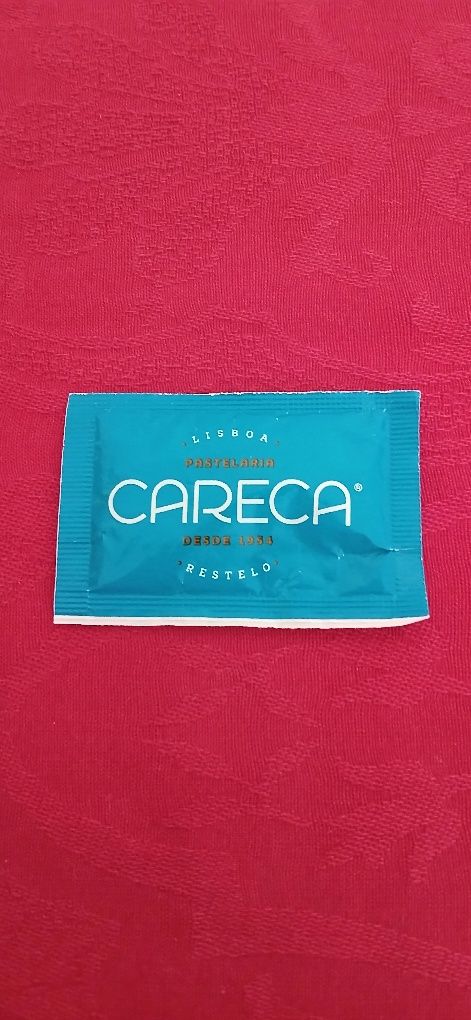 LISBOA
PASTELARIA
CARECA®
DESDE 1954
RESTELO